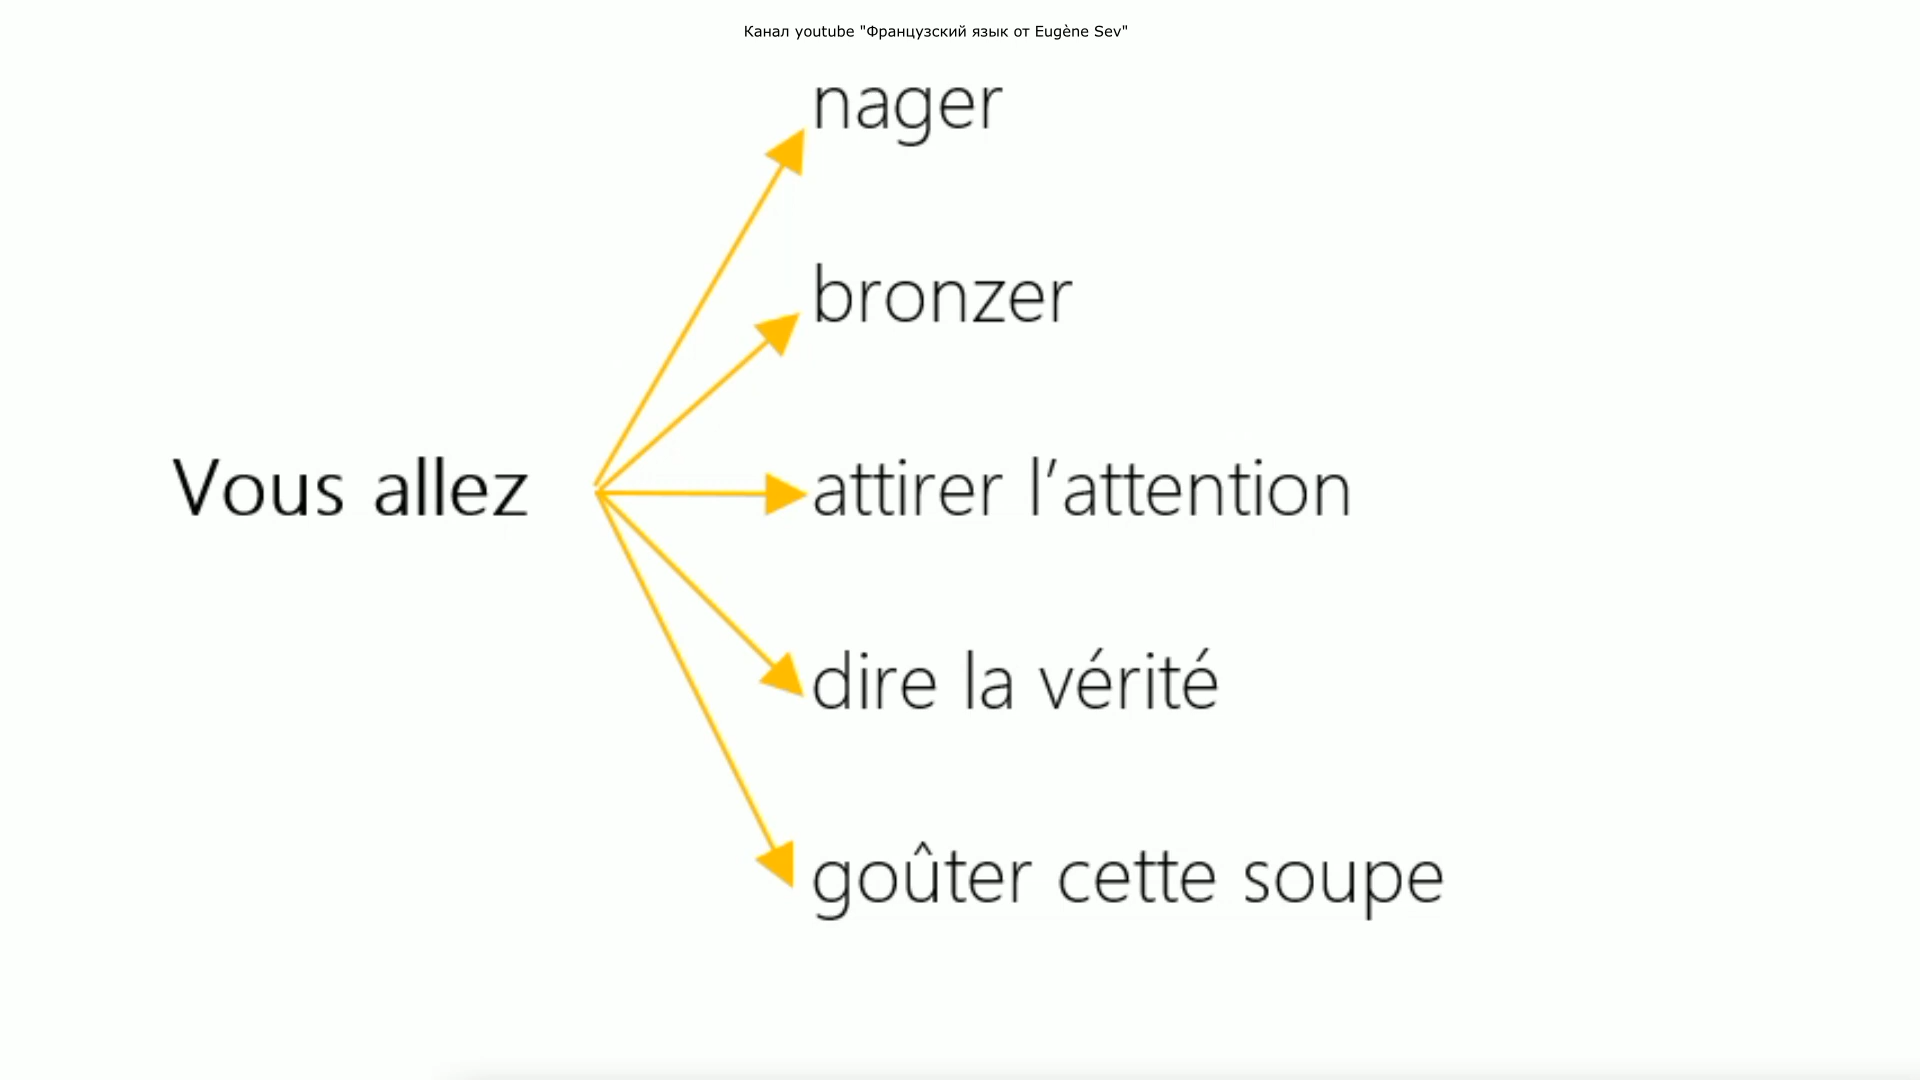 Канал youtube "Французский язык от Eugène Sev"
nager
bronzer
Vous allez
attirer l’attention
dire la vérité
goûter cette soupe